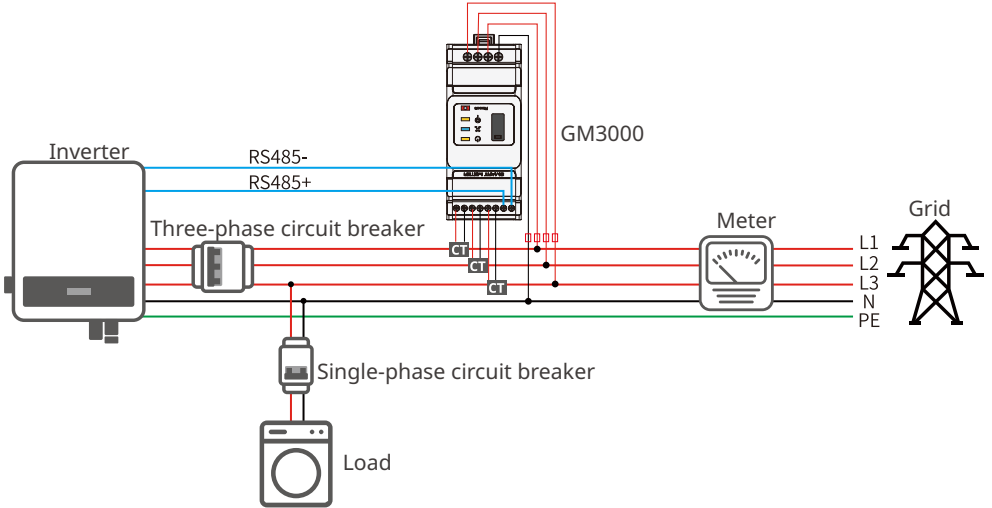 GM3000
Inverter
RS485-
RS485+
Three-phase circuit breaker
Meter
Grid
CT
CT
CT
L1
L2
L3
N
PE
Single-phase circuit breaker
Load